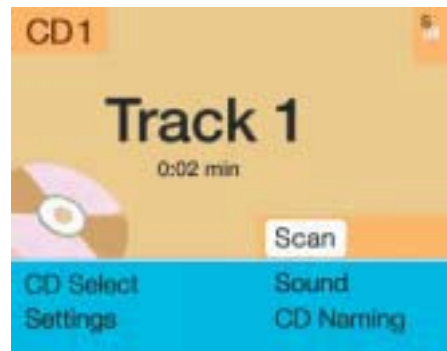 CD1
Track 1
0:02 min
Scan
CD Select
Sound
Settings
CD Naming